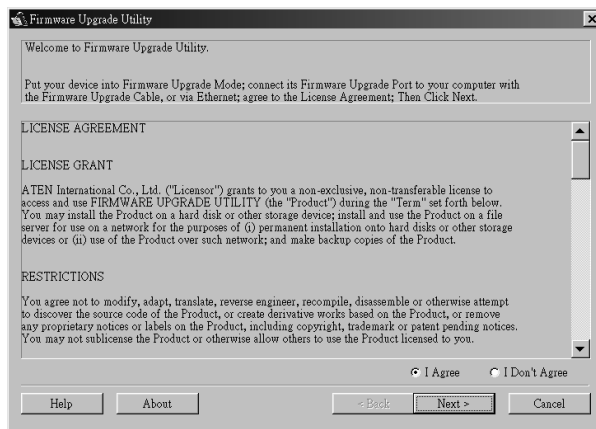 Firmware Upgrade Utility
Welcome to Firmware Upgrade Utility.
Put your device into Firmware Upgrade Mode; connect its Firmware Upgrade Port to your computer with
the Firmware Upgrade Cable, or via Ethernet; agree to the License Agreement; Then Click Next.
LICENSE AGREEMENT
LICENSE GRANT
ATEN International Co., Ltd. ("Licensor") grants to you a non-exclusive, non-transferable license to
access and use FIRMWARE UPGRADE UTILITY (the "Product") during the "Term" set forth below.
You may install the Product on a hard disk or other storage device; install and use the Product on a file
server for use on a network for the purposes of (i) permanent installation onto hard disks or other storage
devices or (ii) use of the Product over such network; and make backup copies of the Product.
RESTRICTIONS
You agree not to modify, adapt, translate, reverse engineer, recompile, disassemble or otherwise attempt
to discover the source code of the Product, or create derivative works based on the Product, or remove
any proprietary notices or labels on the Product, including copyright, trademark or patent pending notices.
You may not sublicense the Product or otherwise allow others to use the Product licensed to you.
I Agree I Don't Agree
Help About < Back Next > Cancel